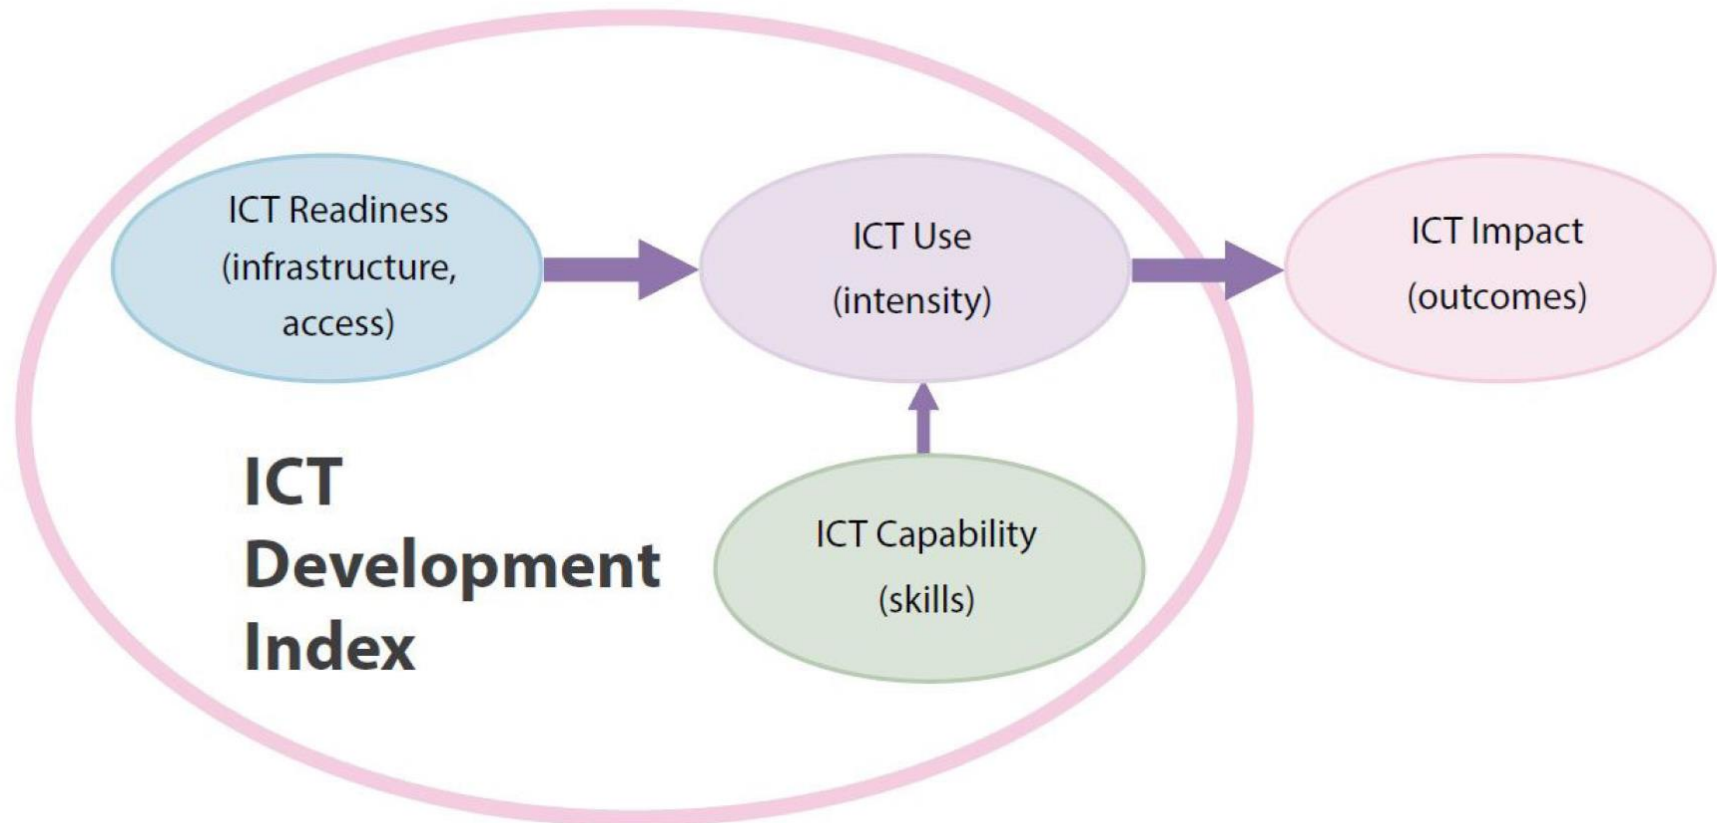 ICT Readiness
(infrastructure,
access)
ICT Use
(intensity)
ICT Impact
(outcomes)
ICT
Development
Index
ICT Capability
(skills)